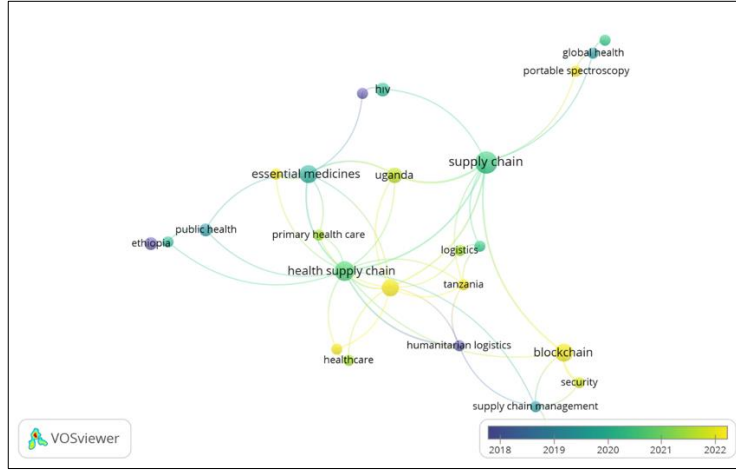 global health
portable spectroscopy
hiv
supply chain
essential medicines
uganda
public health
primary health care
ethiopia
logistics
health supply chain
tanzania
humanitarian logistics
blockchain
healthcare
security
supply chain management
VOSviewer
2018 2019 2020 2021 2022